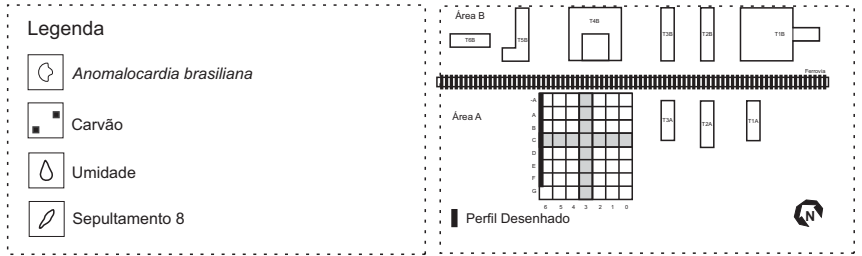 Legenda
Anomalocardia brasiliana
Carvão
Umidade
Sepultamento 8
Área B
T6B
T5B
T4B
T3B
T2B
T1B
Ferrovia
Área A
-A
A
B
C
D
E
F
G
6 5 4 3 2 1 0
T3A
T2A
T1A
Perfil Desenhado
N